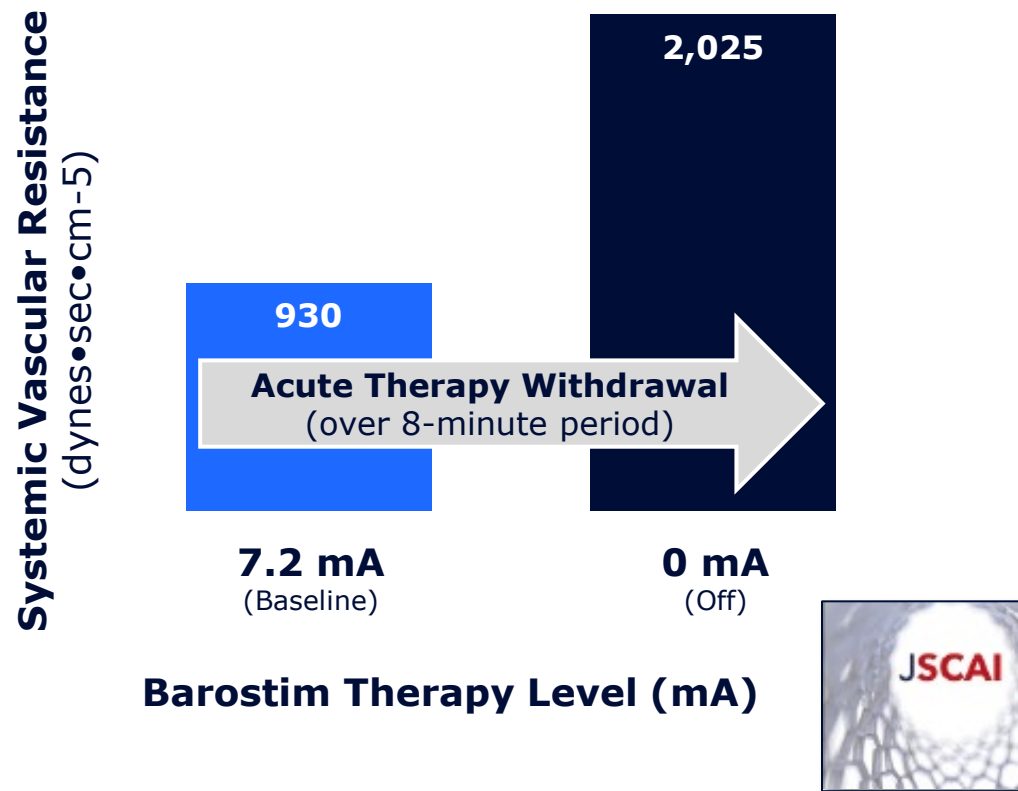 Systemic Vascular Resistance
(dynes•sec•cm-5)
2,025
930
Acute Therapy Withdrawal
(over 8-minute period)
7.2 mA
(Baseline)
0 mA
(Off)
Barostim Therapy Level (mA)
JSCAI